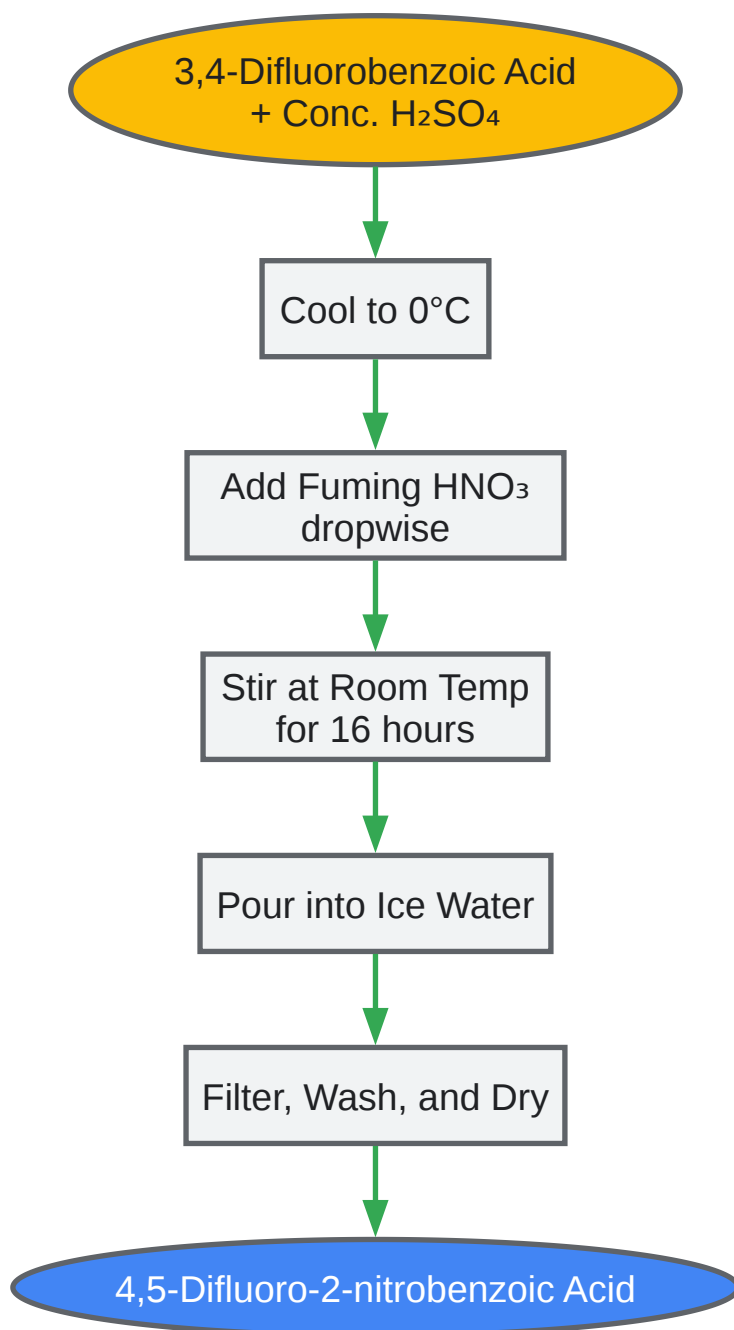 3,4-Difluorobenzoic Acid
+ Conc. H₂SO₄
Cool to 0°C
Add Fuming HNO₃
dropwise
Stir at Room Temp
for 16 hours
Pour into Ice Water
Filter, Wash, and Dry
4,5-Difluoro-2-nitrobenzoic Acid